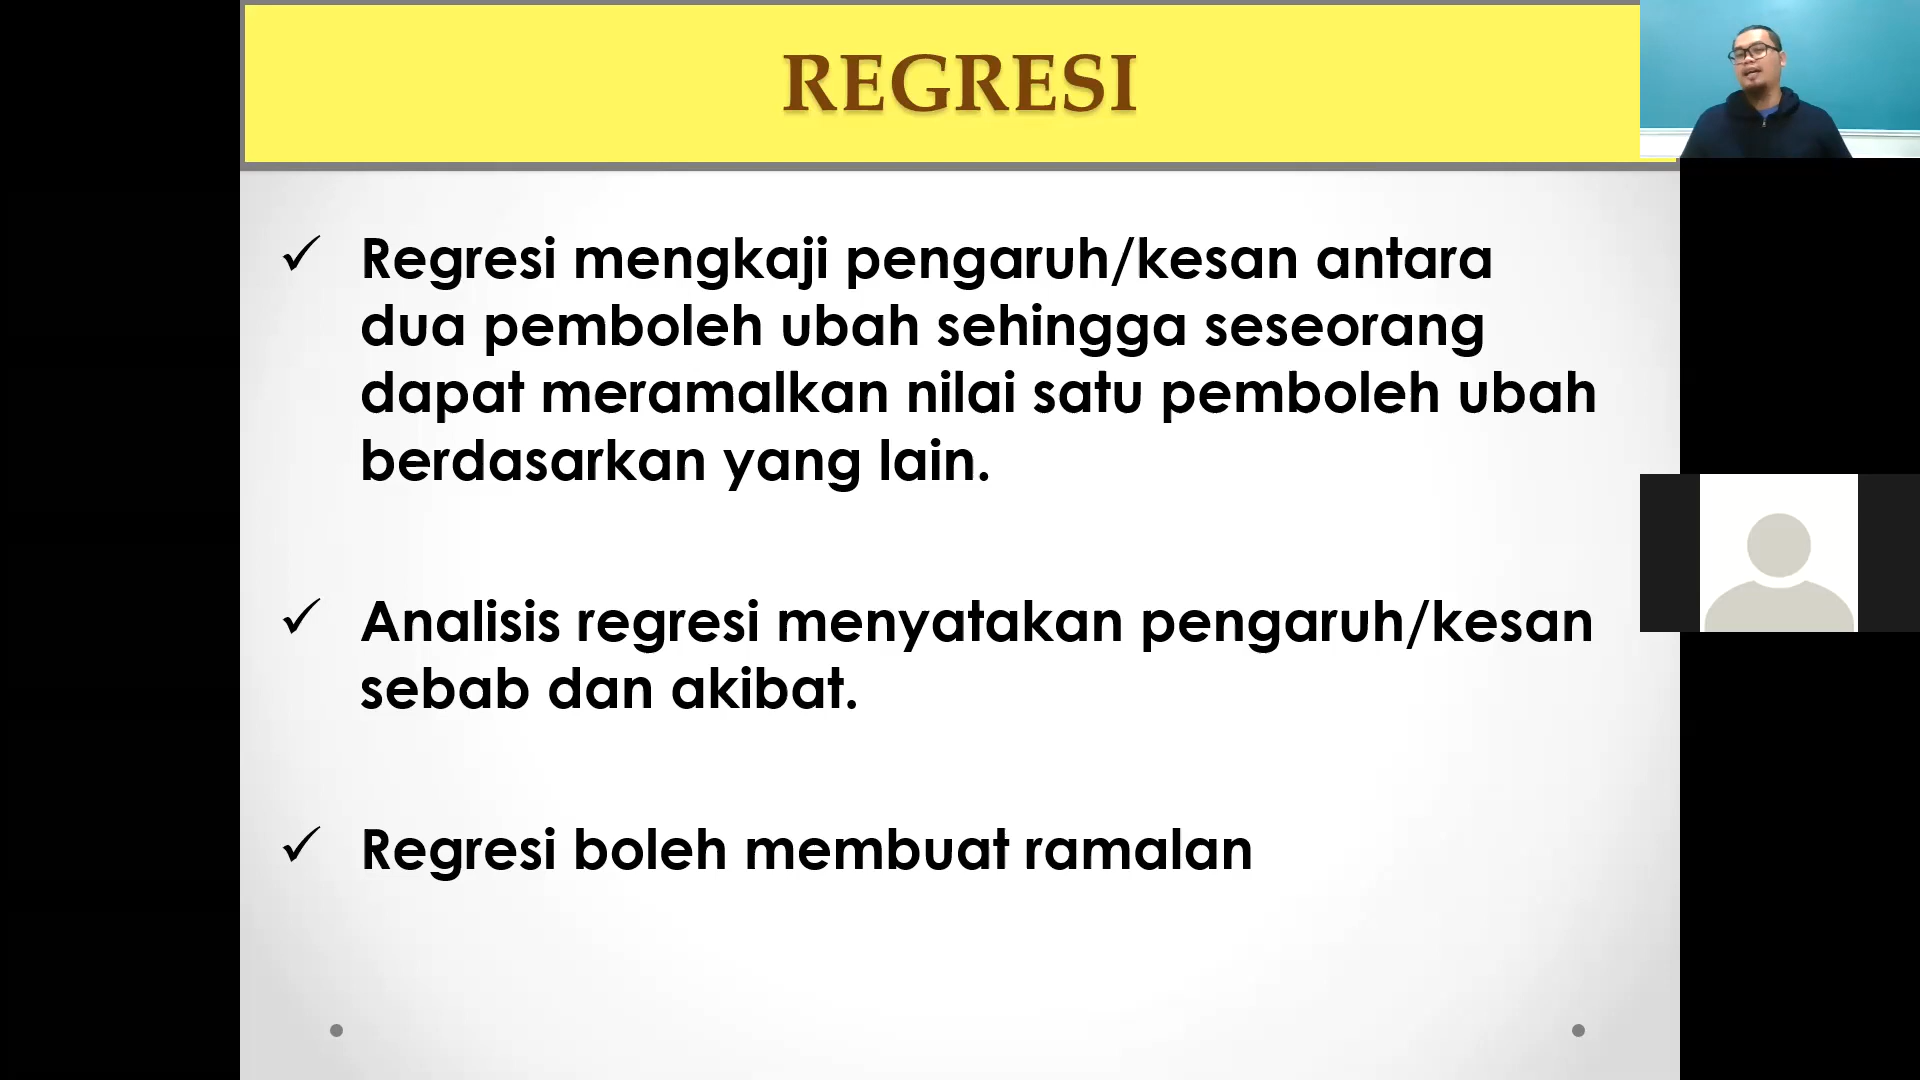 REGRESI
✓ Regresi mengkaji pengaruh/kesan antara
dua pemboleh ubah sehingga seseorang
dapat meramalkan nilai satu pemboleh ubah
berdasarkan yang lain.
✓ Analisis regresi menyatakan pengaruh/kesan
sebab dan akibat.
✓ Regresi boleh membuat ramalan